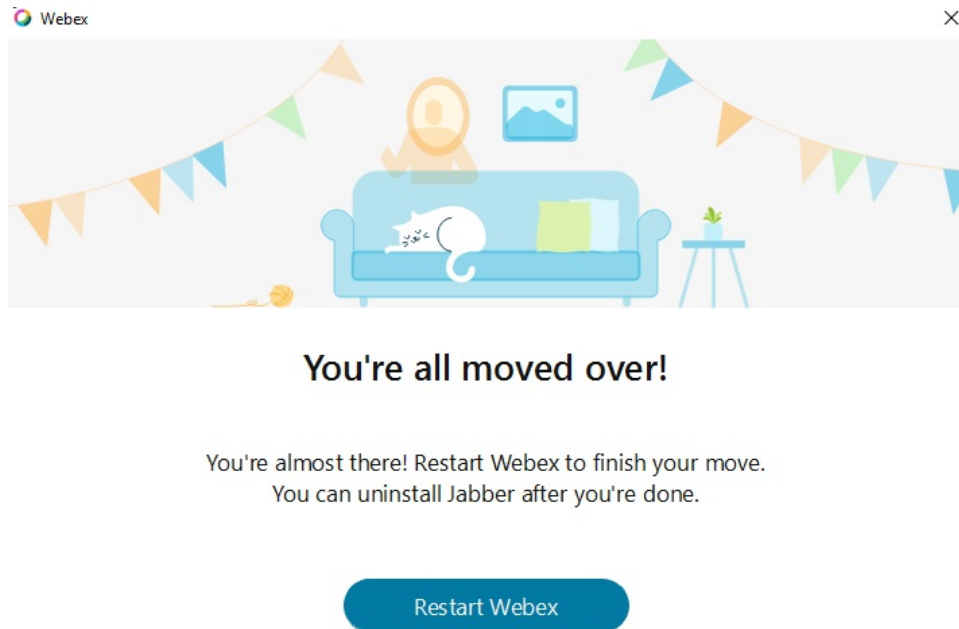 Webex
You're all moved over!
You're almost there! Restart Webex to finish your move.
You can uninstall Jabber after you're done.
Restart Webex